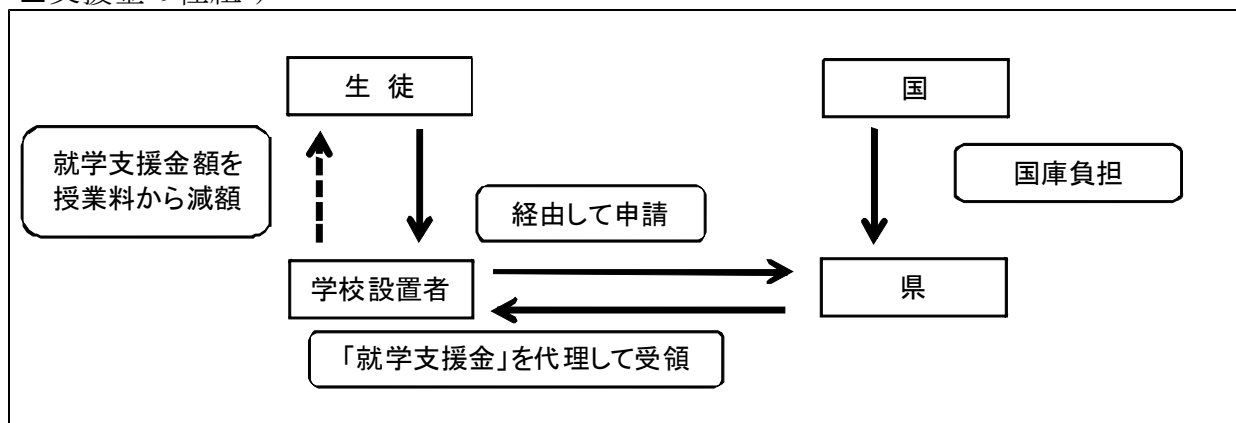 生 徒
国
就学支援金額を
授業料から減額
国庫負担
経由して申請
学校設置者
県
「就学支援金」を代理して受領